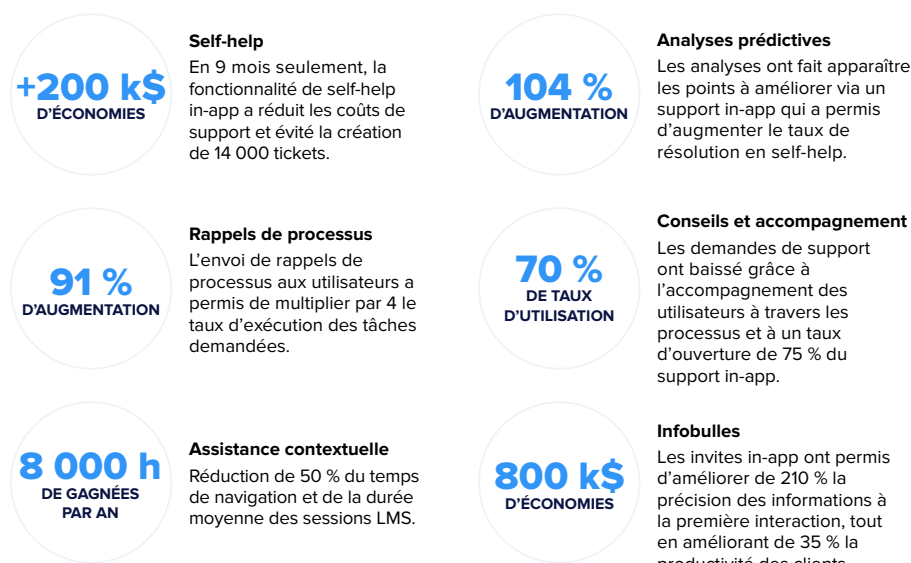 +200 k$
D'ÉCONOMIES
Self-help
En 9 mois seulement, la
fonctionnalité de self-help
in-app a réduit les coûts de
support et évité la création
de 14 000 tickets.
104 %
D'AUGMENTATION
Analyses prédictives
Les analyses ont fait apparaître
les points à améliorer via un
support in-app qui a permis
d'augmenter le taux de
résolution en self-help.
91 %
D'AUGMENTATION
Rappels de processus
L'envoi de rappels de
processus aux utilisateurs a
permis de multiplier par 4 le
taux d'exécution des tâches
demandées.
70 %
DE TAUX
D'UTILISATION
Conseils et accompagnement
Les demandes de support
ont baissé grâce à
l'accompagnement des
utilisateurs à travers les
processus et à un taux
d'ouverture de 75 % du
support in-app.
8 000 h
DE GAGNÉES
PAR AN
Assistance contextuelle
Réduction de 50 % du temps
de navigation et de la durée
moyenne des sessions LMS.
800 k$
D'ÉCONOMIES
Infobulles
Les invites in-app ont permis
d'améliorer de 210 % la
précision des informations à
la première interaction, tout
en améliorant de 35 % la
productivité des clients